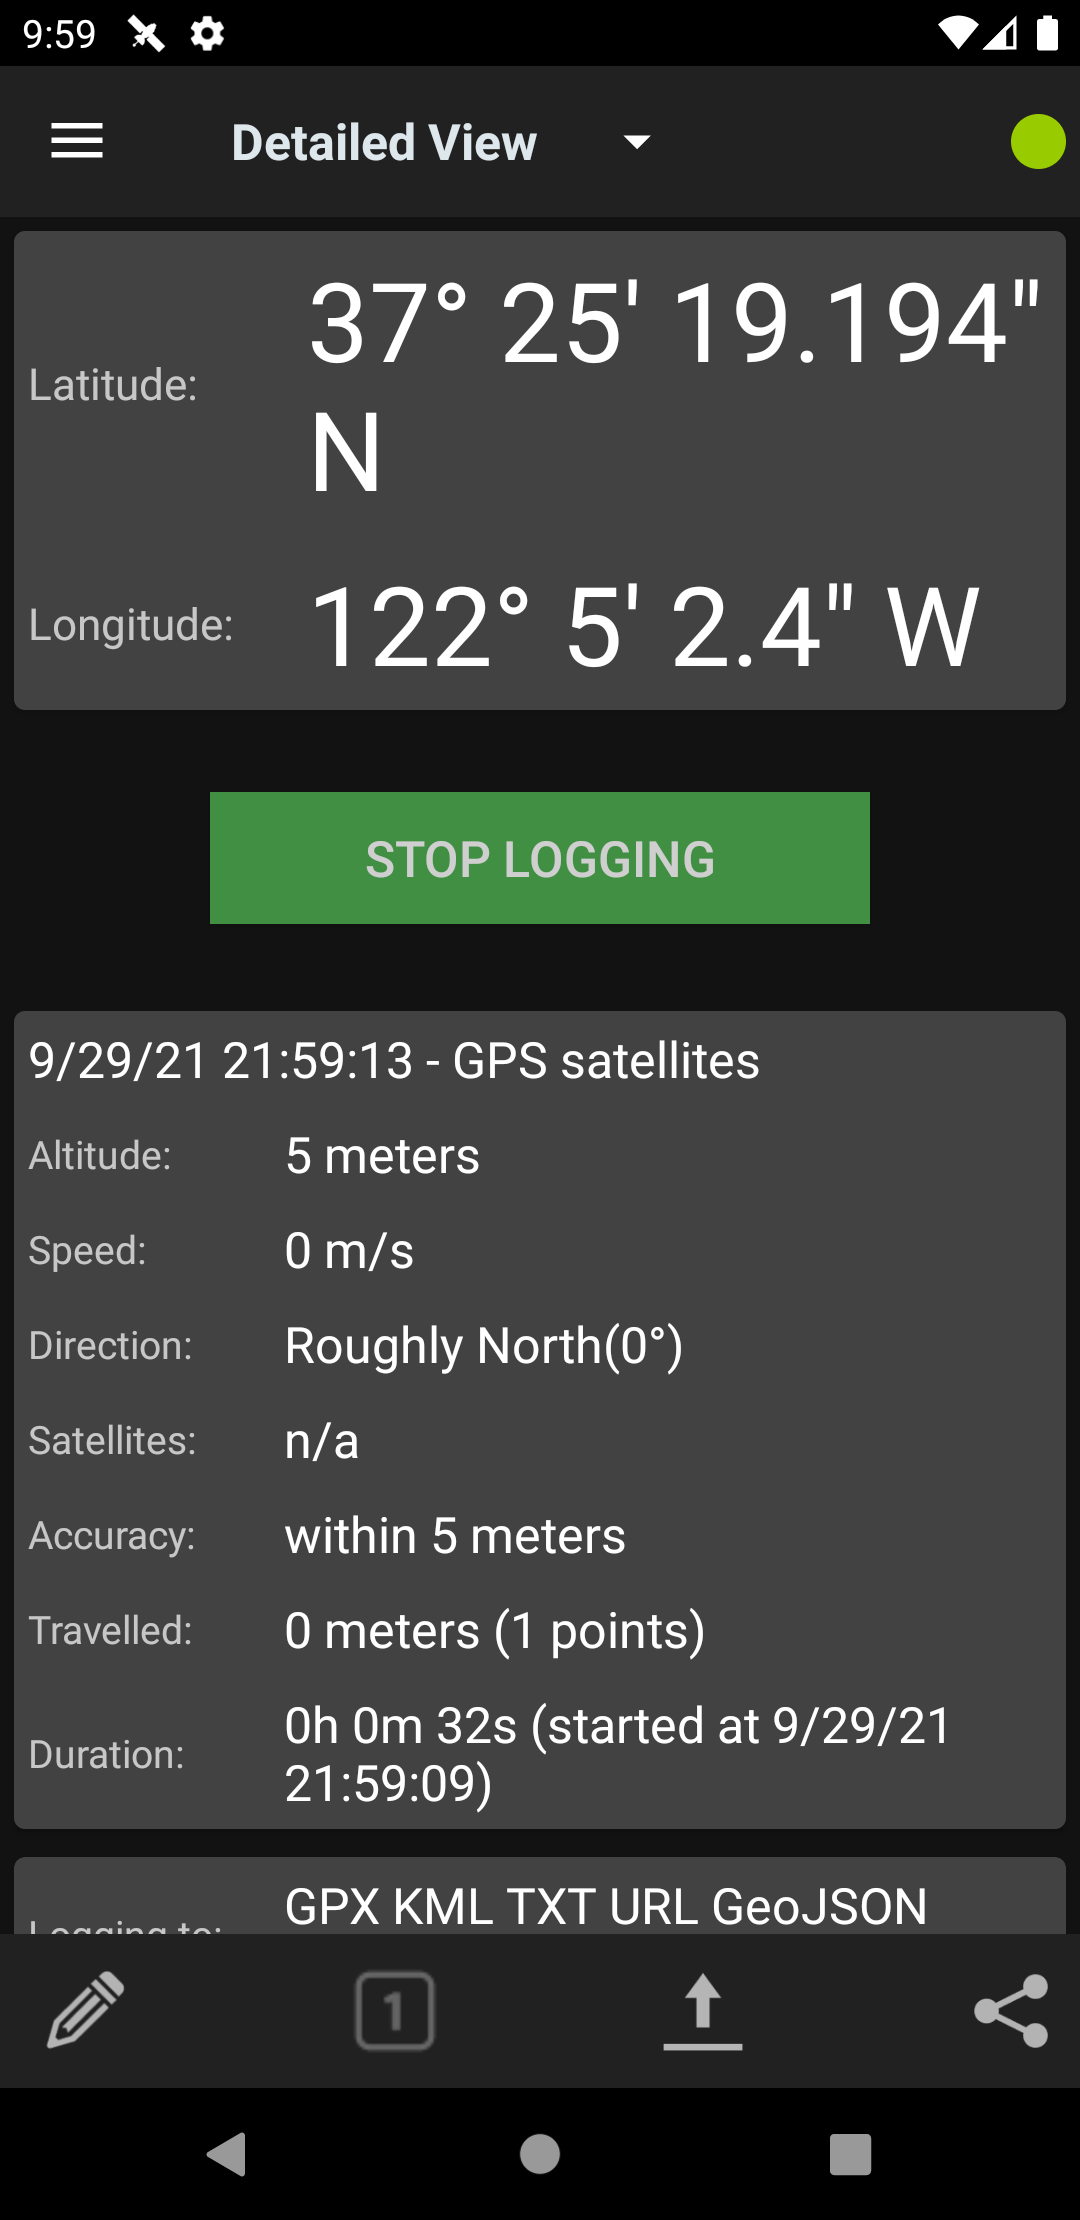 9:59
Detailed View
Latitude:
37° 25' 19.194"
N
Longitude:
122° 5' 2.4" W
STOP LOGGING
9/29/21 21:59:13 - GPS satellites
Altitude:
5 meters
Speed:
0 m/s
Direction:
Roughly North(0°)
Satellites:
n/a
Accuracy:
within 5 meters
Travelled:
0 meters (1 points)
Duration:
0h 0m 32s (started at 9/29/21
21:59:09)
Logging to:
GPX KML TXT URL GeoJSON
1